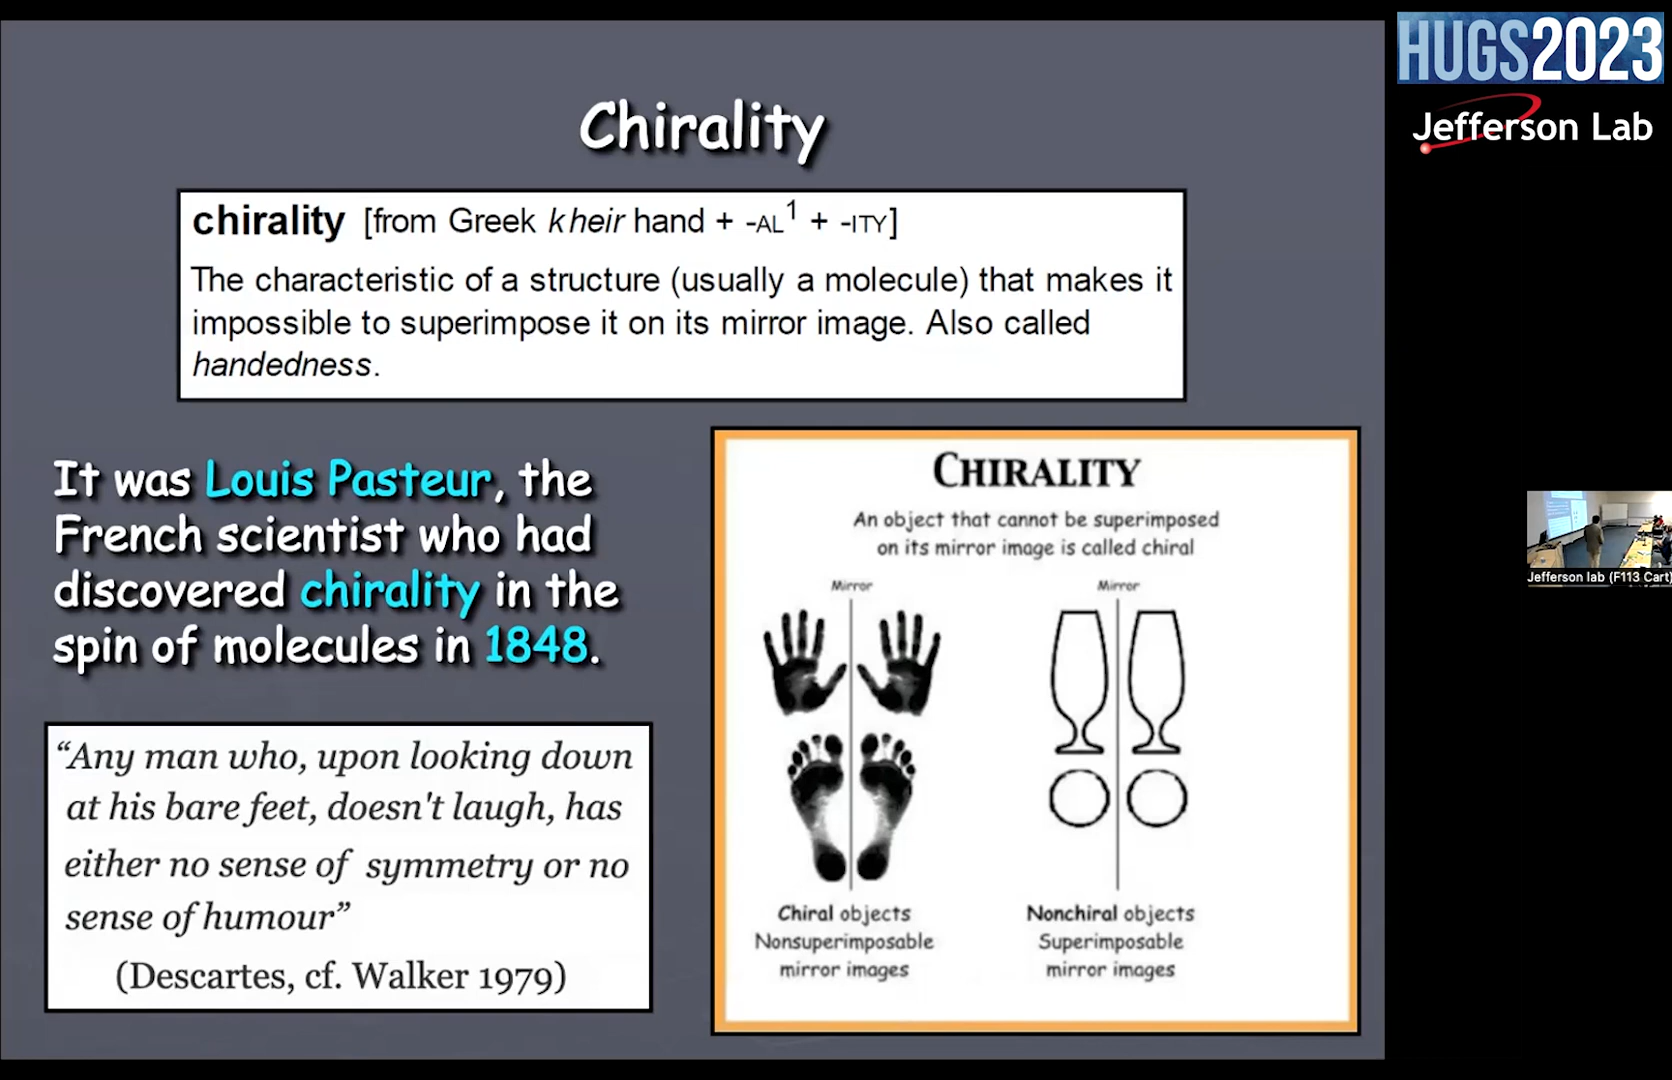 HUGS2023
Jefferson Lab
Chirality
chirality [from Greek kheir hand + -AL1 + -ITY]
The characteristic of a structure (usually a molecule) that makes it
impossible to superimpose it on its mirror image. Also called
handedness.
It was Louis Pasteur, the
French scientist who had
discovered chirality in the
spin of molecules in 1848.
“Any man who, upon looking down
at his bare feet, doesn't laugh, has
either no sense of symmetry or no
sense of humour”
(Descartes, cf. Walker 1979)
CHIRALITY
An object that cannot be superimposed
on its mirror image is called chiral
Mirror
Mirror
Chiral objects
Nonsuperimposable
mirror images
Nonchiral objects
Superimposable
mirror images
Jefferson lab (F113 Cart)